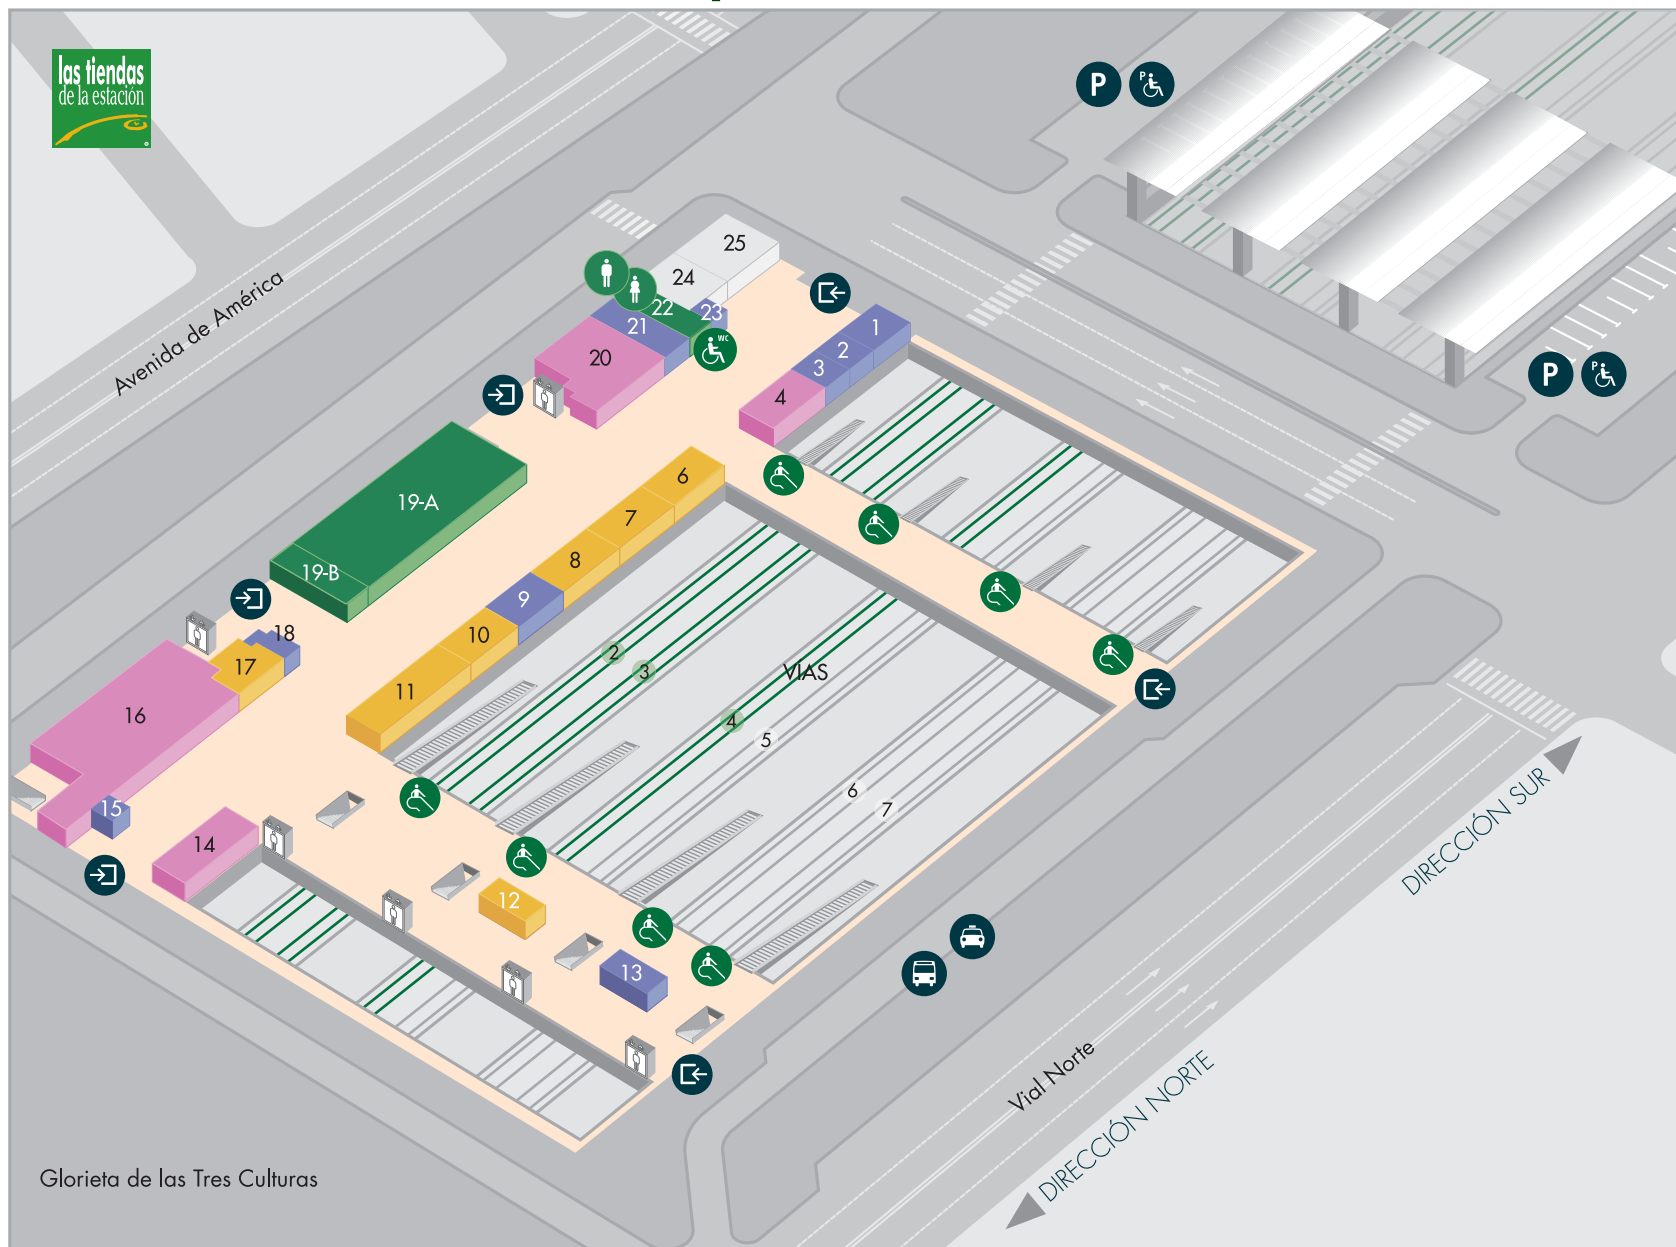 las tiendas
de la estación
P
P
25
24
22
23
WC
21
20
1
2
3
4
Avenida de América
6
7
19-A
8
19-B
9
10
18
17
11
16
2
3
VÍAS
4
5
6
7
15
14
12
13
P
P
DIRECCIÓN SUR
Vial Norte
DIRECCIÓN NORTE
Glorieta de las Tres Culturas